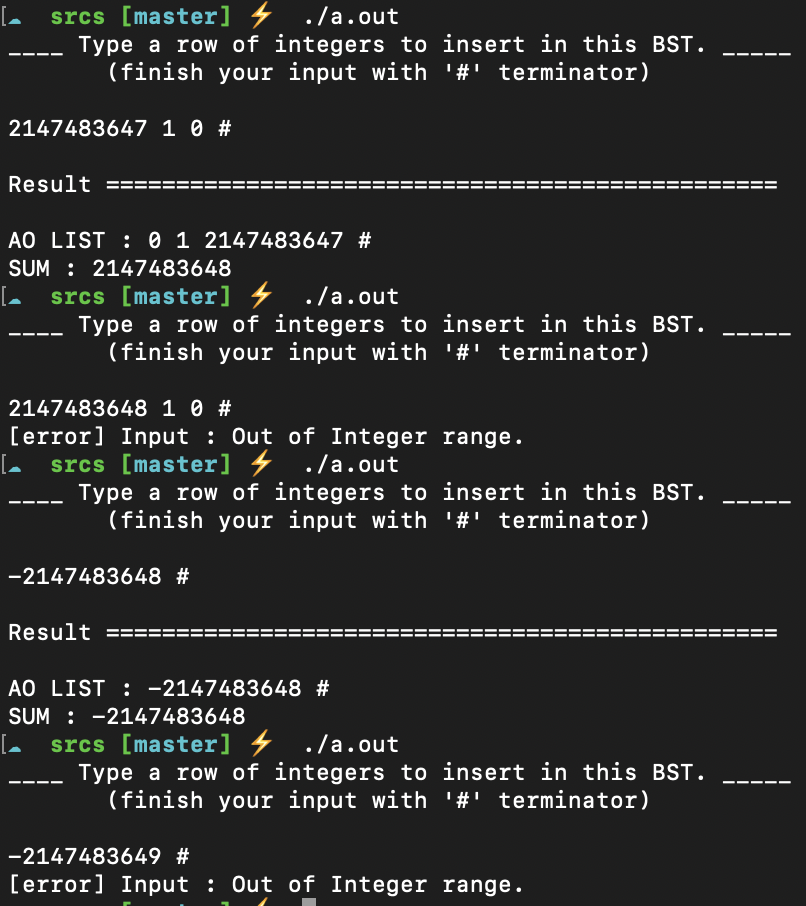 srcs [master] ⚡ ./a.out
____ Type a row of integers to insert in this BST. _____
(finish your input with '#' terminator)
2147483647 1 0 #
Result ================================================
AO LIST : 0 1 2147483647 #
SUM : 2147483648
srcs [master] ⚡ ./a.out
____ Type a row of integers to insert in this BST. _____
(finish your input with '#' terminator)
2147483648 1 0 #
[error] Input : Out of Integer range.
srcs [master] ⚡ ./a.out
____ Type a row of integers to insert in this BST. _____
(finish your input with '#' terminator)
-2147483648 #
Result ================================================
AO LIST : -2147483648 #
SUM : -2147483648
srcs [master] ⚡ ./a.out
____ Type a row of integers to insert in this BST. _____
(finish your input with '#' terminator)
-2147483649 #
[error] Input : Out of Integer range.